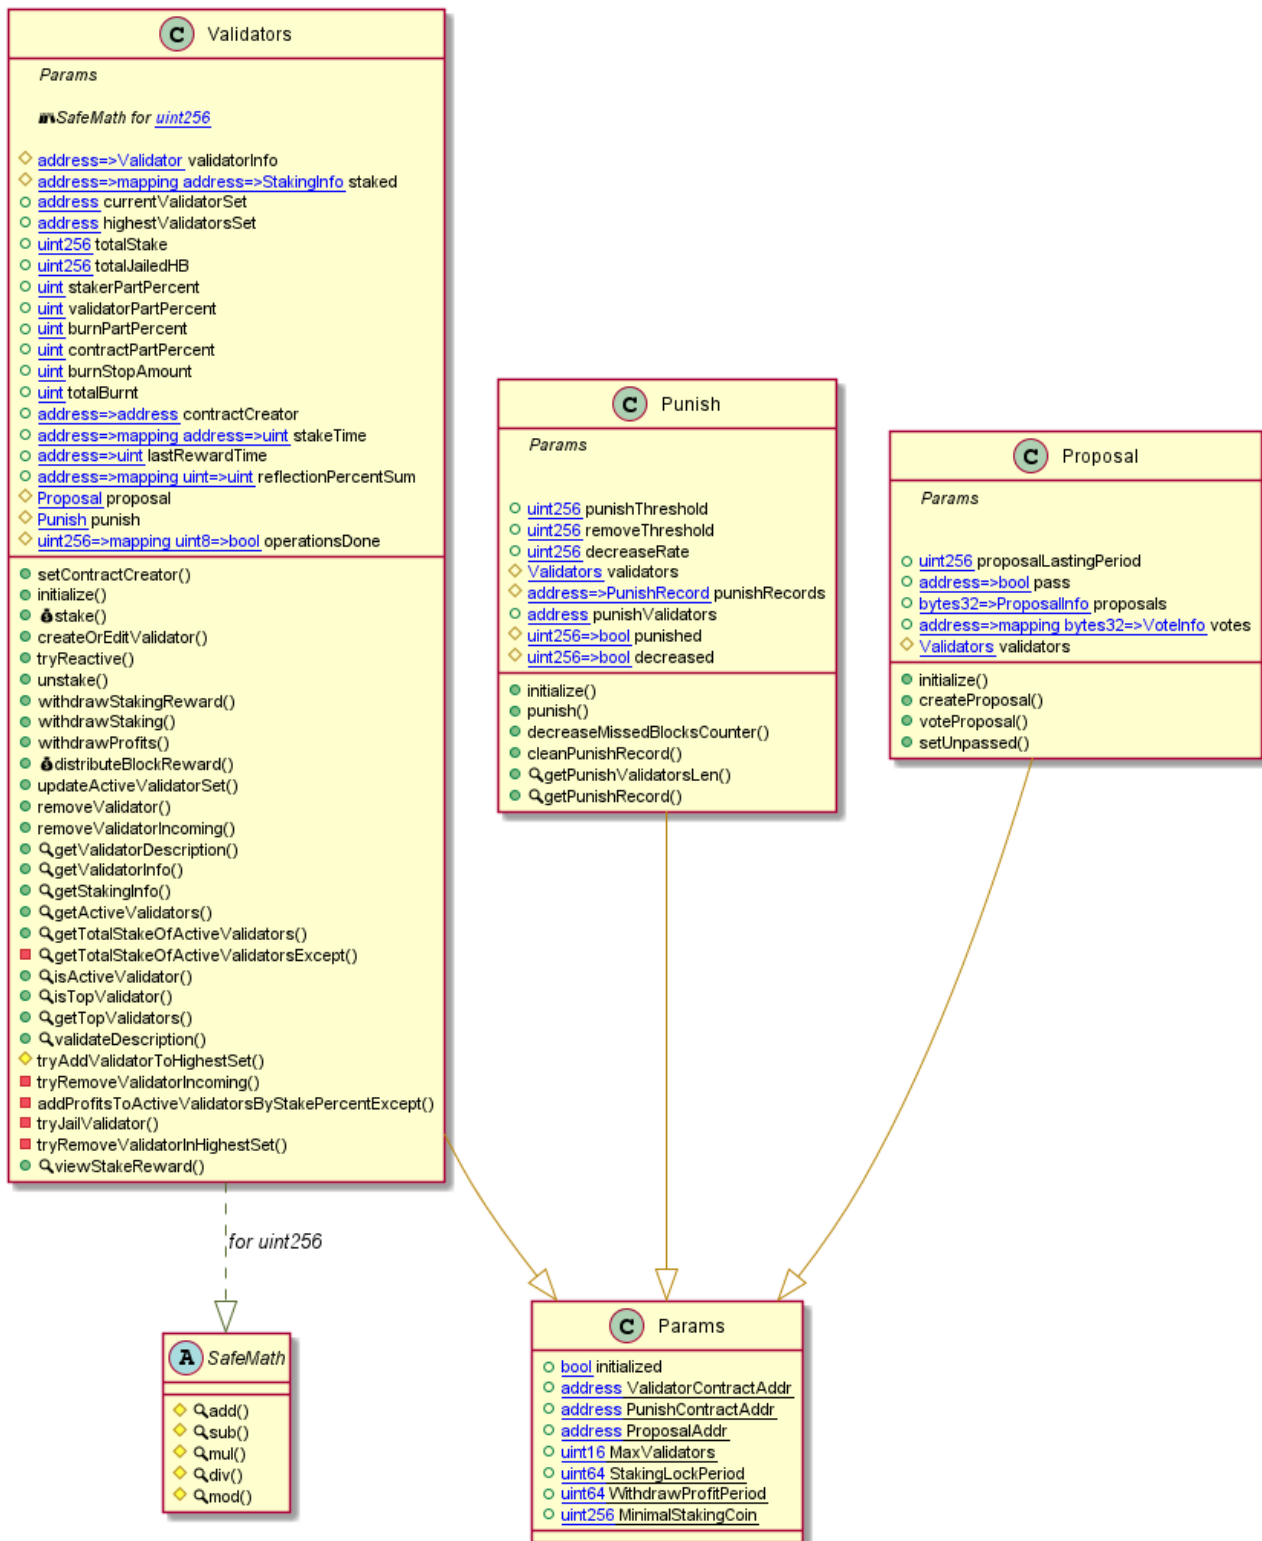 C Validators
Params
SafeMath for uint256
address=>Validator validatorInfo
address=>mapping address=>StakingInfo staked
address currentValidatorSet
address highestValidatorsSet
uint256 totalStake
uint256 totalJailedHB
uint stakerPartPercent
uint validatorPartPercent
uint burnPartPercent
uint contractPartPercent
uint burnStopAmount
uint totalBurnt
address=>address contractCreator
address=>mapping address=>uint stakeTime
address=>uint lastRewardTime
address=>mapping uint=>uint reflectionPercentSum
Proposal proposal
Punish punish
uint256=>mapping uint8=>bool operationsDone
setContractCreator()
initialize()
stake()
createOrEditValidator()
tryReactive()
unstake()
withdrawStakingReward()
withdrawStaking()
withdrawProfits()
distributeBlockReward()
updateActiveValidatorSet()
removeValidator()
removeValidatorIncoming()
getValidatorDescription()
getValidatorInfo()
getStakingInfo()
getActiveValidators()
getTotalStakeOfActiveValidators()
getTotalStakeOfActiveValidatorsExcept()
isActiveValidator()
isTopValidator()
getTopValidators()
validateDescription()
tryAddValidatorToHighestSet()
tryRemoveValidatorIncoming()
addProfitsToActiveValidatorsByStakePercentExcept()
tryJailValidator()
tryRemoveValidatorInHighestSet()
viewStakeReward()
C Punish
Params
uint256 punishThreshold
uint256 removeThreshold
uint256 decreaseRate
Validators validators
address=>PunishRecord punishRecords
address punishValidators
uint256=>bool punished
uint256=>bool decreased
initialize()
punish()
decreaseMissedBlocksCounter()
cleanPunishRecord()
getPunishValidatorsLen()
getPunishRecord()
C Proposal
Params
uint256 proposalLastingPeriod
address=>bool pass
bytes32=>ProposalInfo proposals
address=>mapping bytes32=>VoteInfo votes
Validators validators
initialize()
createProposal()
voteProposal()
setUnpassed()
for uint256
A SafeMath
add()
sub()
mul()
div()
mod()
C Params
bool initialized
address ValidatorContractAddr
address PunishContractAddr
address ProposalAddr
uint16 MaxValidators
uint64 StakingLockPeriod
uint64 WithdrawProfitPeriod
uint256 MinimalStakingCoin